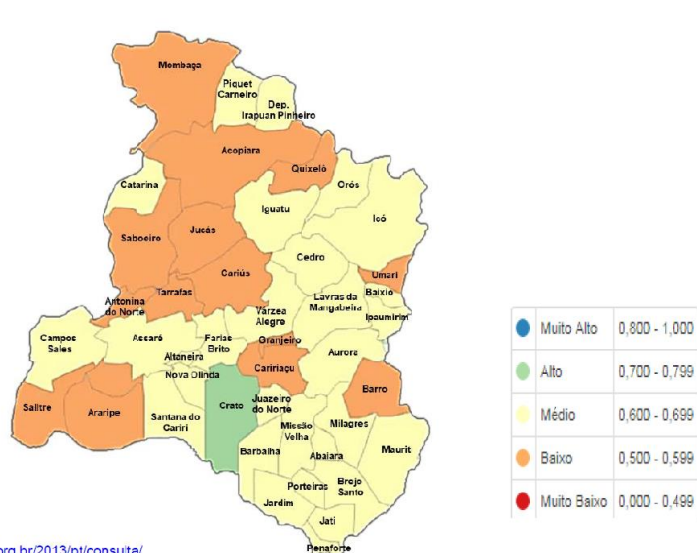 Mombaça
Piquet
Carneiro
Dep.
Irapuan Pinheiro
Acopiara
Quixeló
Catarina
Orós
Iguatu
Icó
Jucás
Saboeiro
Cedro
Cariús
Umari
Tarrafas
Baixio
Antonina
do Norte
Lavras da
Mangabeira
Várzea
Alegre
Ipaumirim
Campos
Sales
Assaré
Farias
Brito
Granjeiro
Aurora
Altaneira
Caririaçu
Nova Olinda
Barro
Salitre
Araripe
Crato
Juazeiro
do Norte
Santana do
Cariri
Missão
Velha
Milagres
Barbalha
Abaiara
Maurit
Porteiras
Brejo
Santo
Jardim
Jati
Penaforte
Muito Alto 0,800 - 1,000
Alto 0,700 - 0,799
Médio 0,600 - 0,699
Baixo 0,500 - 0,599
Muito Baixo 0,000 - 0,499
org.br/2013/pt/consulta/